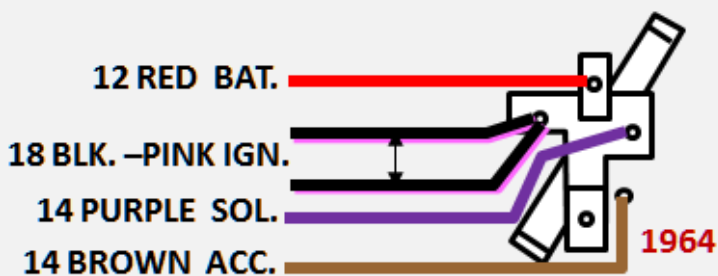 12 RED BAT.
18 BLK. –PINK IGN.
14 PURPLE SOL.
14 BROWN ACC.
1964